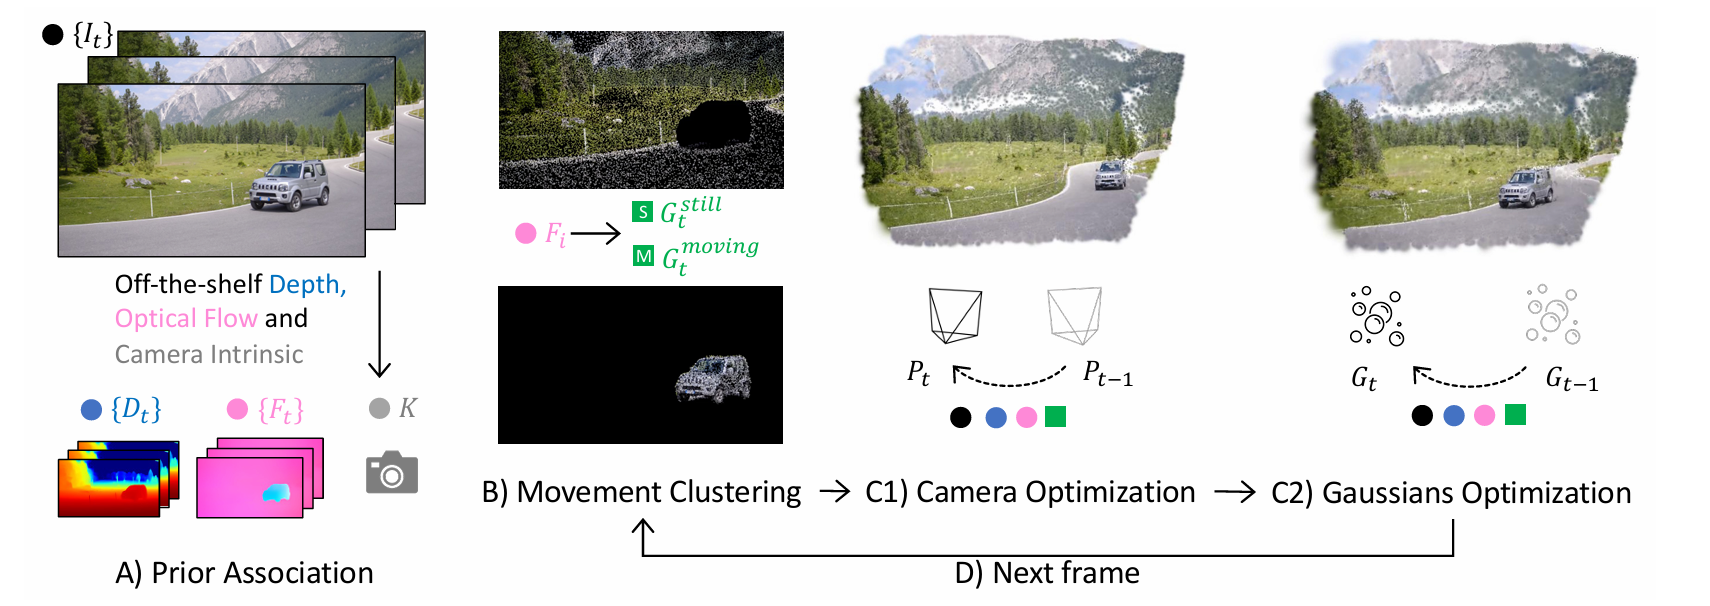 {I_t}
Off-the-shelf Depth,
Optical Flow and
Camera Intrinsic
{D_t} {F_t} K
A) Prior Association
F_i → S G_t^{still}
M G_t^{moving}
B) Movement Clustering → C1) Camera Optimization → C2) Gaussians Optimization
P_t P_{t−1}
G_t G_{t−1}
D) Next frame